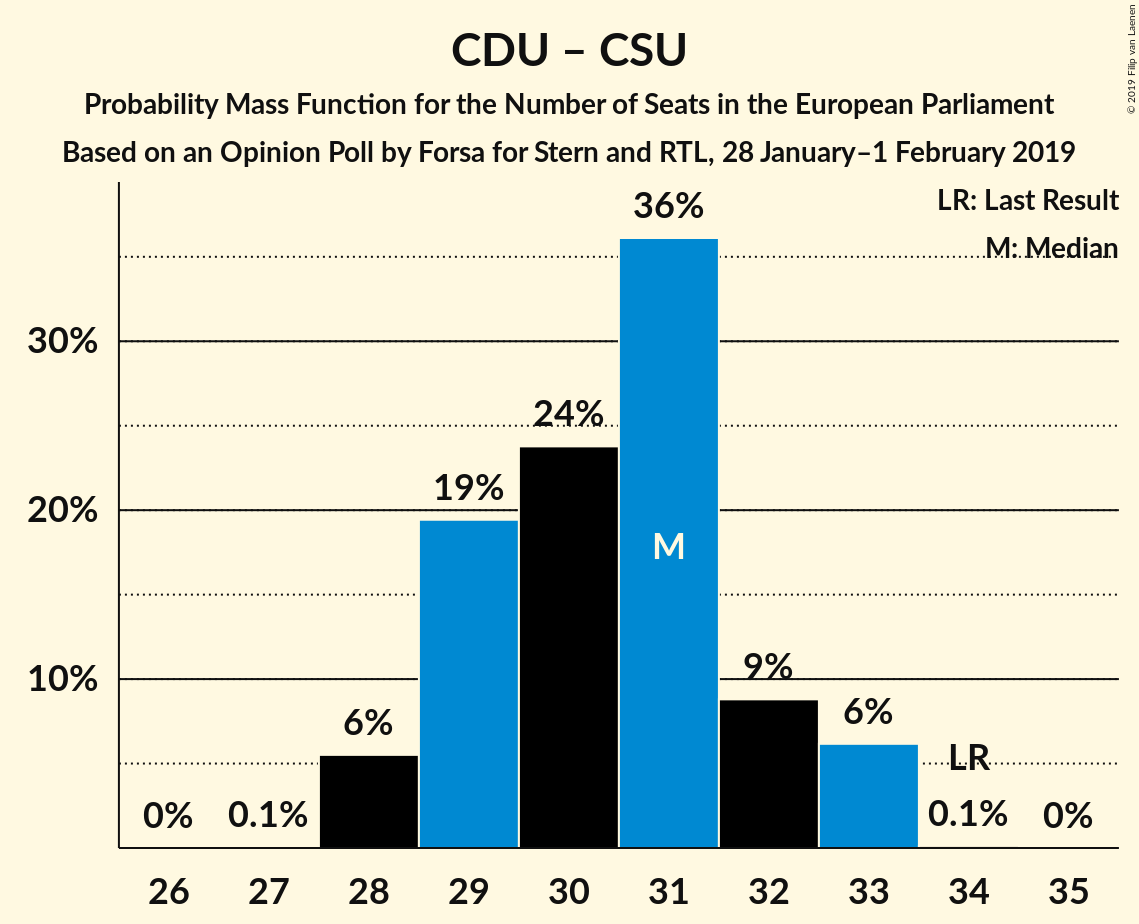 CDU – CSU
Probability Mass Function for the Number of Seats in the European Parliament
Based on an Opinion Poll by Forsa for Stern and RTL, 28 January–1 February 2019
© 2019 Filip van Laenen
LR: Last Result
M: Median
36%
30%
24%
19%
20%
M
10%
9%
6%
6%
LR
0%
0.1%
0.1%
0%
26 27 28 29 30 31 32 33 34 35